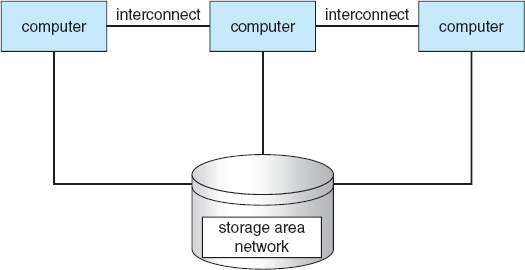 interconnect
interconnect
computer
computer
computer
storage area
network